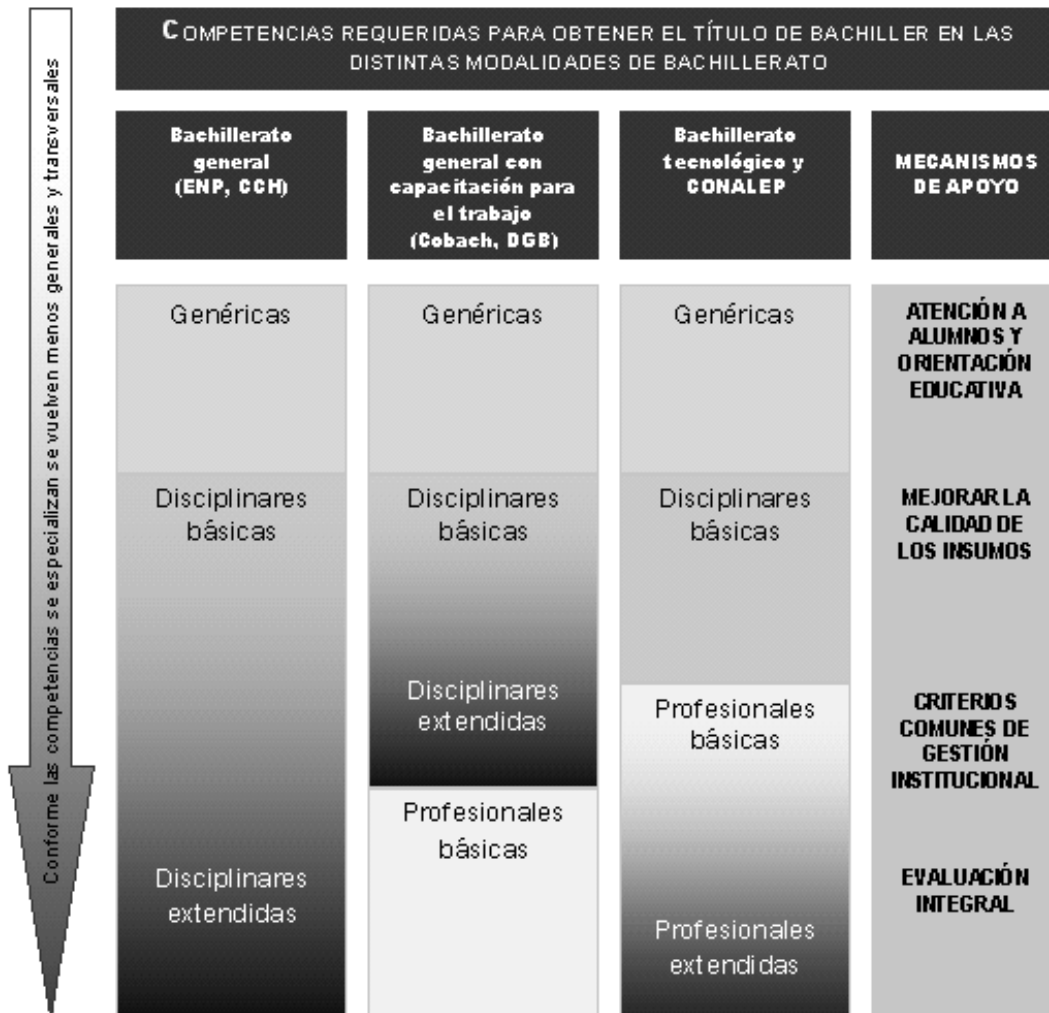 COMPETENCIAS REQUERIDAS PARA OBTENER EL TÍTULO DE BACHILLER EN LAS
DISTINTAS MODALIDADES DE BACHILLERATO
Conforme las competencias se especializan se vuelven menos generales y transversales
Bachillerato
general
(ENP, CCH)
Bachillerato
general con
capacitación para
el trabajo
(Cobach, DGB)
Bachillerato
tecnológico y
CONALEP
MECANISMOS
DE APOYO
Genéricas
Disciplinares
básicas
Disciplinares
extendidas
Genéricas
Disciplinares
básicas
Disciplinares
extendidas
Profesionales
básicas
Genéricas
Disciplinares
básicas
Profesionales
básicas
Profesionales
extendidas
ATENCIÓN A
ALUMNOS Y
ORIENTACIÓN
EDUCATIVA
MEJORAR LA
CALIDAD DE
LOS INSUMOS
CRITERIOS
COMUNES DE
GESTIÓN
INSTITUCIONAL
EVALUACIÓN
INTEGRAL